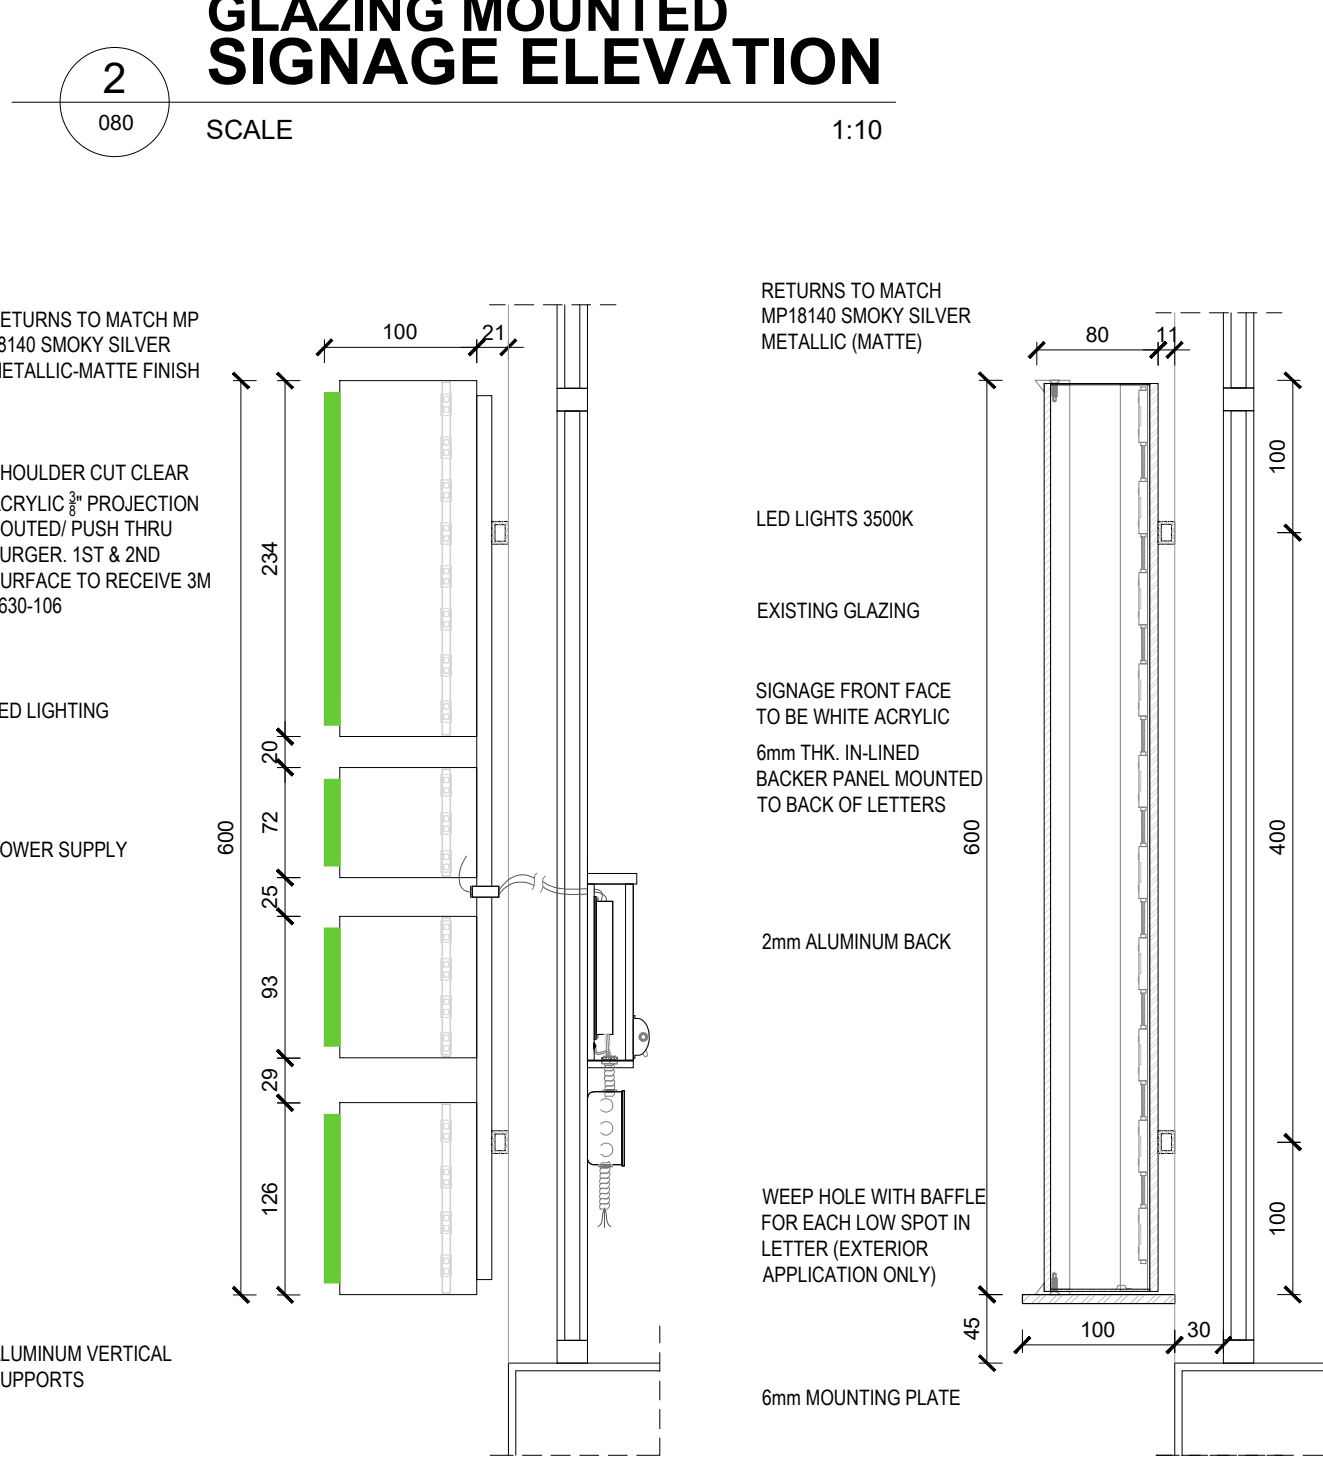 GLAZING MOUNTED
SIGNAGE ELEVATION
2
080
SCALE 1:10
ETURNS TO MATCH MP
8140 SMOKY SILVER
METALLIC-MATTE FINISH
HOULDER CUT CLEAR
CRYLIC 3/8" PROJECTION
OUTED/ PUSH THRU
URGER. 1ST & 2ND
URFACE TO RECEIVE 3M
630-106
ED LIGHTING
OWER SUPPLY
LUMINUM VERTICAL
UPPORTS
100
21
600
234
20
72
25
93
29
126
RETURNS TO MATCH
MP18140 SMOKY SILVER
METALLIC (MATTE)
LED LIGHTS 3500K
EXISTING GLAZING
SIGNAGE FRONT FACE
TO BE WHITE ACRYLIC
6mm THK. IN-LINED
BACKER PANEL MOUNTED
TO BACK OF LETTERS
2mm ALUMINUM BACK
WEEP HOLE WITH BAFFLE
FOR EACH LOW SPOT IN
LETTER (EXTERIOR
APPLICATION ONLY)
6mm MOUNTING PLATE
80
11
600
45
100
30
100
400
100